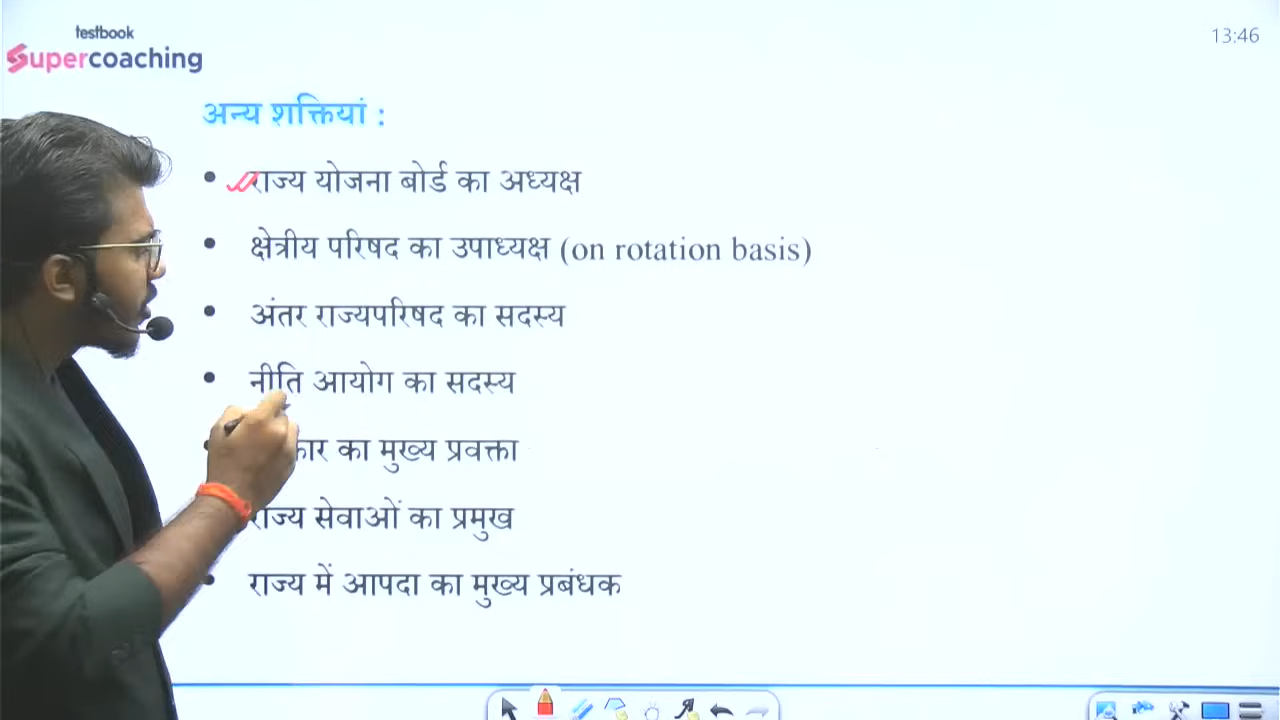 testbook
Supercoaching
13:46
अन्य शक्तियां :
• राज्य योजना बोर्ड का अध्यक्ष
• क्षेत्रीय परिषद का उपाध्यक्ष (on rotation basis)
• अंतर राज्यपरिषद का सदस्य
• नीति आयोग का सदस्य
का मुख्य प्रवक्ता
राज्य सेवाओं का प्रमुख
• राज्य में आपदा का मुख्य प्रबंधक